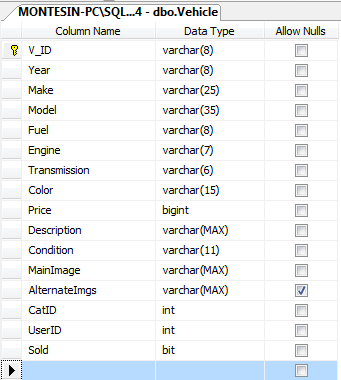 MONTESIN-PC\SQL...4 - dbo.Vehicle
Column Name Data Type Allow Nulls
V_ID varchar(8)
Year varchar(8)
Make varchar(25)
Model varchar(35)
Fuel varchar(8)
Engine varchar(7)
Transmission varchar(6)
Color varchar(15)
Price bigint
Description varchar(MAX)
Condition varchar(11)
MainImage varchar(MAX)
AlternateImgs varchar(MAX)
CatID int
UserID int
Sold bit